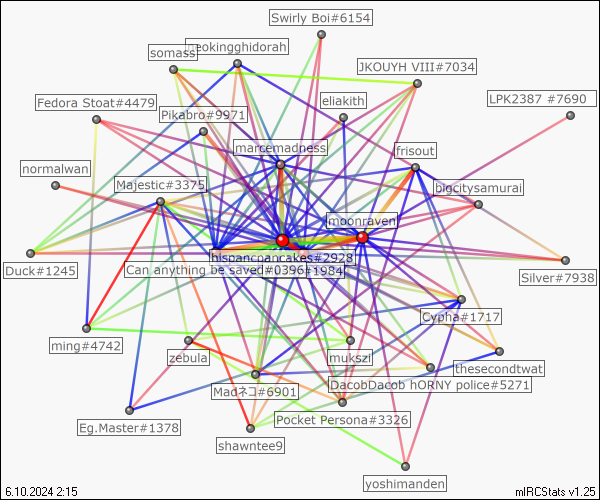 Swirly Boi#6154
neokingghidorah
somass
JKOUYH VIII#7034
LPK2387 #7690
Fedora Stoat#4479
eliakith
Pikabro#9971
marcemadness
frisout
normalwan
Majestic#3375
bigcitysamurai
moonraven
hispancpancakes#2928
Duck#1245
Can anything be saved#0396
#1984
Silver#7938
Cypha#1717
ming#4742
zebula
mukszi
thesecondtwat
DacobDacob hORNY police#5271
Madネコ#6901
Pocket Persona#3326
Eg.Master#1378
shawntee9
yoshimanden
6.10.2024 2:15
mIRCStats v1.25